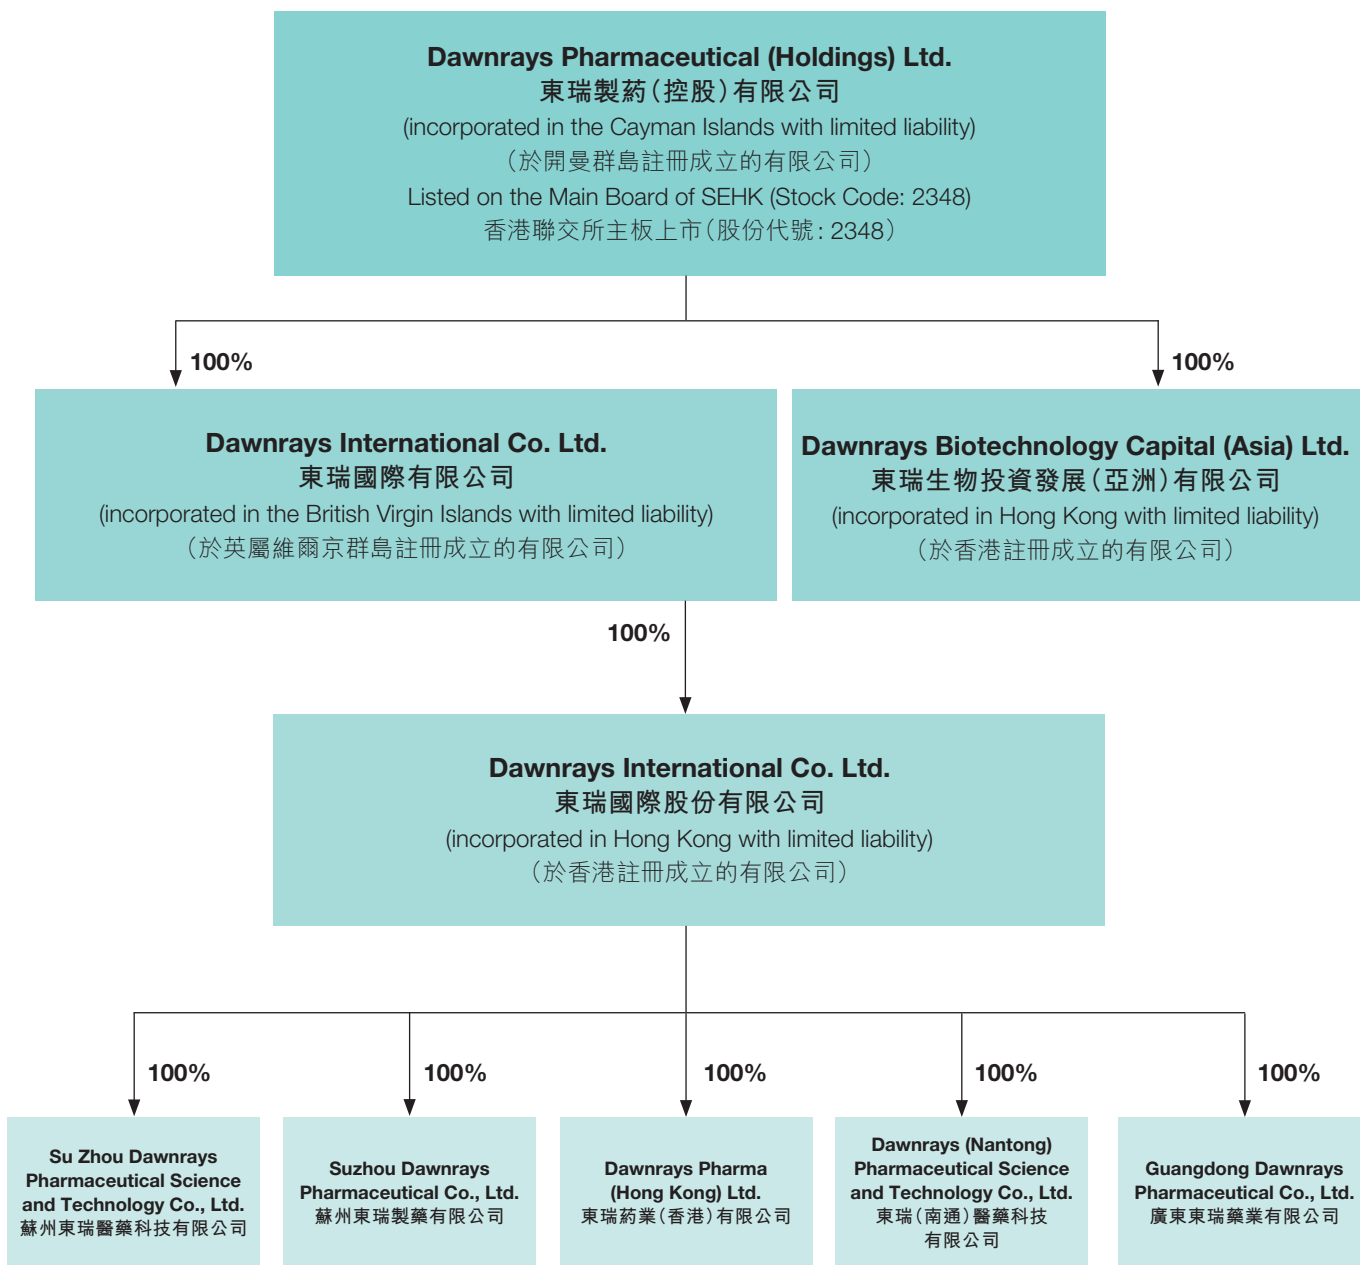 Dawnrays Pharmaceutical (Holdings) Ltd.
東瑞製葯(控股)有限公司
(incorporated in the Cayman Islands with limited liability)
(於開曼群島註冊成立的有限公司)
Listed on the Main Board of SEHK (Stock Code: 2348)
香港聯交所主板上市(股份代號: 2348)
100%
100%
Dawnrays International Co. Ltd.
東瑞國際有限公司
(incorporated in the British Virgin Islands with limited liability)
(於英屬維爾京群島註冊成立的有限公司)
Dawnrays Biotechnology Capital (Asia) Ltd.
東瑞生物投資發展(亞洲)有限公司
(incorporated in Hong Kong with limited liability)
(於香港註冊成立的有限公司)
100%
Dawnrays International Co. Ltd.
東瑞國際股份有限公司
(incorporated in Hong Kong with limited liability)
(於香港註冊成立的有限公司)
100%
100%
100%
100%
100%
Su Zhou Dawnrays
Pharmaceutical Science
and Technology Co., Ltd.
蘇州東瑞醫藥科技有限公司
Suzhou Dawnrays
Pharmaceutical Co., Ltd.
蘇州東瑞製藥有限公司
Dawnrays Pharma
(Hong Kong) Ltd.
東瑞葯業(香港)有限公司
Dawnrays (Nantong)
Pharmaceutical Science
and Technology Co., Ltd.
東瑞(南通)醫藥科技
有限公司
Guangdong Dawnrays
Pharmaceutical Co., Ltd.
廣東東瑞藥業有限公司